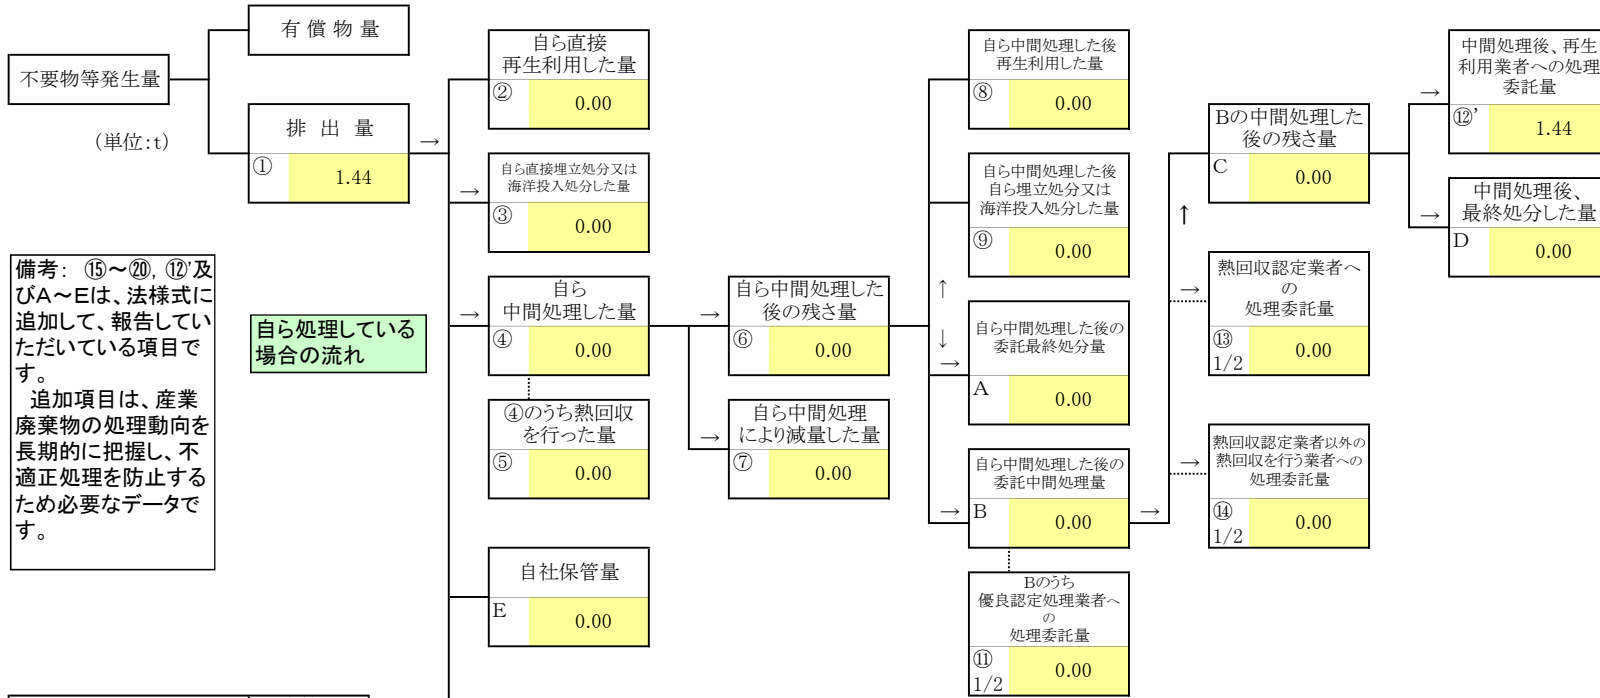 不要物等発生量
(単位:t)
有 償 物 量
排 出 量
→
①
1.44
備考: ⑮～⑳, ⑫'及
びA～Eは、法様式に
追加して、報告してい
ただいている項目で
す。
追加項目は、産業
廃棄物の処理動向を
長期的に把握し、不
適正処理を防止する
ため必要なデータで
す。
自ら処理している
場合の流れ
自ら直接
再生利用した量
②
0.00
→
自ら直接埋立処分又は
海洋投入処分した量
③
0.00
→
自ら
中間処理した量
④
0.00
④のうち熱回収
を行った量
⑤
0.00
自社保管量
E
0.00
→
自ら中間処理した
後の残さ量
⑥
0.00
→
自ら中間処理
により減量した量
⑦
0.00
自ら中間処理した後
再生利用した量
⑧
0.00
自ら中間処理した後
自ら埋立処分又は
海洋投入処分した量
⑨
0.00
↑
↓
→
自ら中間処理した後の
委託最終処分量
A
0.00
→
自ら中間処理した後の
委託中間処理量
B
0.00
→
Bのうち
優良認定処理業者へ
の
処理委託量
⑪
1/2
0.00
Bの中間処理した
後の残さ量
C
0.00
↑
→
熱回収認定業者へ
の
処理委託量
⑬
1/2
0.00
→
熱回収認定業者以外の
熱回収を行う業者への
処理委託量
⑭
1/2
0.00
→
中間処理後、再生
利用業者への処理
委託量
⑫'
1.44
→
中間処理後、
最終処分した量
D
0.00